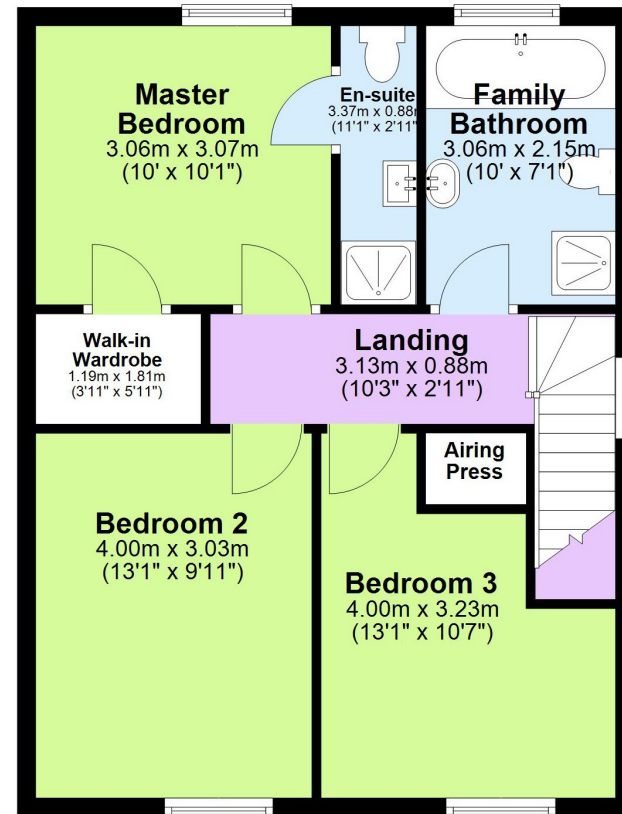 Master
Bedroom
3.06m x 3.07m
(10' x 10'1")
En-suite
3.37m x 0.88m
(11'1" x 2'11")
Family
Bathroom
3.06m x 2.15m
(10' x 7'1")
Walk-in
Wardrobe
1.19m x 1.81m
(3'11" x 5'11")
Landing
3.13m x 0.88m
(10'3" x 2'11")
Airing
Press
Bedroom 2
4.00m x 3.03m
(13'1" x 9'11")
Bedroom 3
4.00m x 3.23m
(13'1" x 10'7")